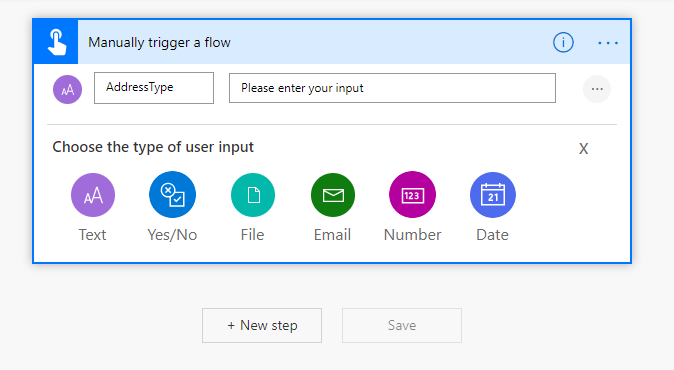 Manually trigger a flow
AddressType
Please enter your input
Choose the type of user input
X
AA
Text
Yes/No
File
Email
123
Number
21
Date
+ New step
Save